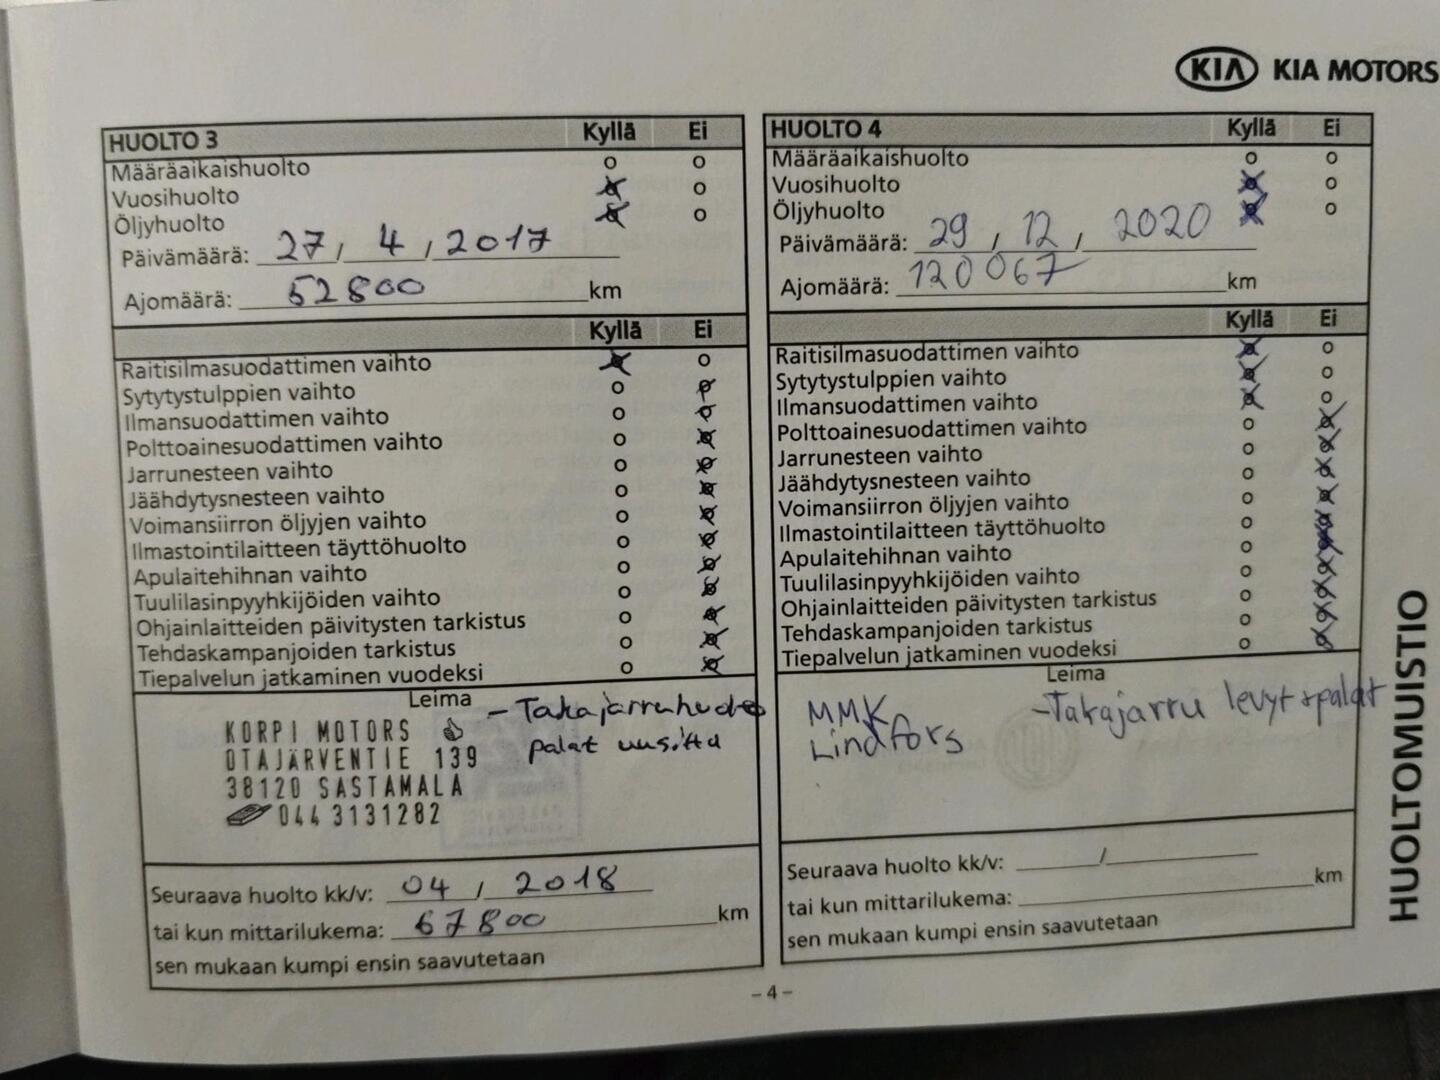 KIA KIA MOTORS
HUOLTO 3 Kyllä Ei
Määräaikaishuolto o o
Vuosihuolto o
Öljyhuolto o
Päivämäärä: 27 / 4 / 2017
Ajomäärä: 52800 km
Kyllä Ei
Raitisilmasuodattimen vaihto o
Sytytystulppien vaihto o
Ilmansuodattimen vaihto o
Polttoainesuodattimen vaihto o
Jarrunesteen vaihto o
Jäähdytysnesteen vaihto o
Voimansiirron öljyjen vaihto o
Ilmastointilaitteen täyttöhuolto o
Apulaitehihnan vaihto o
Tuulilasinpyyhkijöiden vaihto o
Ohjainlaitteiden päivitysten tarkistus o
Tehdaskampanjoiden tarkistus o
Tiepalvelun jatkaminen vuodeksi o
Leima
KORPI MOTORS
OTAJÄRVENTIE 139
38120 SASTAMALA
044 3131282
- Takajarruhuolto
palat uusittu
Seuraava huolto kk/v: 04 / 2018
tai kun mittarilukema: 67800 km
sen mukaan kumpi ensin saavutetaan
HUOLTO 4 Kyllä Ei
Määräaikaishuolto o o
Vuosihuolto o
Öljyhuolto o
Päivämäärä: 29 / 12 / 2020
Ajomäärä: 120067 km
Kyllä Ei
Raitisilmasuodattimen vaihto o
Sytytystulppien vaihto o
Ilmansuodattimen vaihto o
Polttoainesuodattimen vaihto o
Jarrunesteen vaihto o
Jäähdytysnesteen vaihto o
Voimansiirron öljyjen vaihto o
Ilmastointilaitteen täyttöhuolto o
Apulaitehihnan vaihto o
Tuulilasinpyyhkijöiden vaihto o
Ohjainlaitteiden päivitysten tarkistus o
Tehdaskampanjoiden tarkistus o
Tiepalvelun jatkaminen vuodeksi
Leima
MMK
Lindfors
- Takajarru levyt + palat
Seuraava huolto kk/v: /
tai kun mittarilukema: km
sen mukaan kumpi ensin saavutetaan
HUOLTOMUISTIO
- 4 -